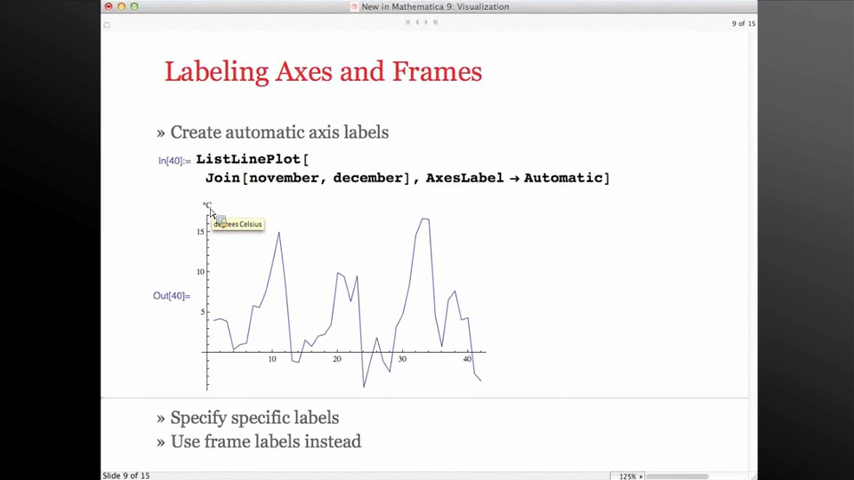 New in Mathematica 9: Visualization
9 of 15
Labeling Axes and Frames
» Create automatic axis labels
In[40]:= ListLinePlot[
Join[november, december], AxesLabel → Automatic]
°C
degrees Celsius
15
10
5
Out[40]=
10 20 30 40
» Specify specific labels
» Use frame labels instead
Slide 9 of 15
125%